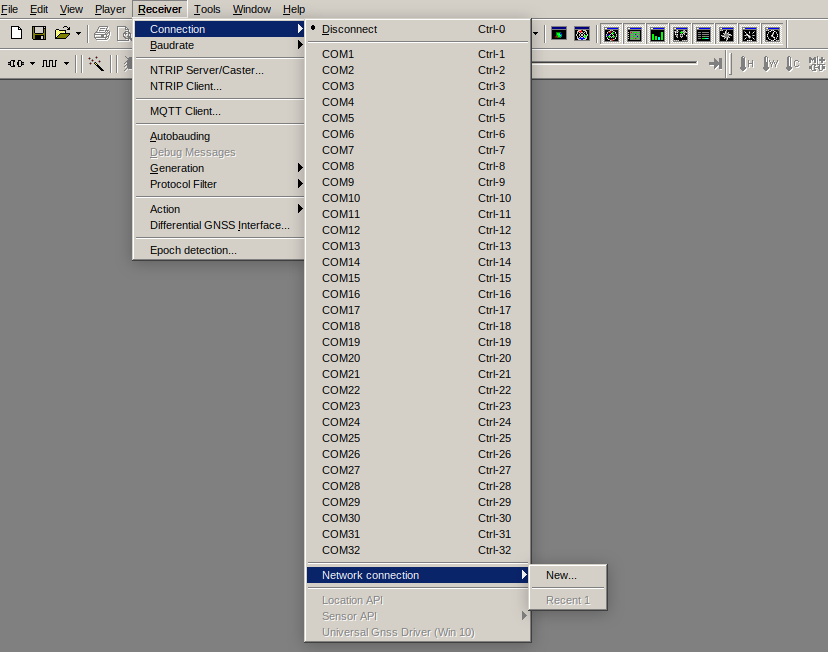 File Edit View Player Receiver Tools Window Help
Connection
Baudrate
NTRIP Server/Caster...
NTRIP Client...
MQTT Client...
Autobauding
Debug Messages
Generation
Protocol Filter
Action
Differential GNSS Interface...
Epoch detection...
Disconnect Ctrl-0
COM1 Ctrl-1
COM2 Ctrl-2
COM3 Ctrl-3
COM4 Ctrl-4
COM5 Ctrl-5
COM6 Ctrl-6
COM7 Ctrl-7
COM8 Ctrl-8
COM9 Ctrl-9
COM10 Ctrl-10
COM11 Ctrl-11
COM12 Ctrl-12
COM13 Ctrl-13
COM14 Ctrl-14
COM15 Ctrl-15
COM16 Ctrl-16
COM17 Ctrl-17
COM18 Ctrl-18
COM19 Ctrl-19
COM20 Ctrl-20
COM21 Ctrl-21
COM22 Ctrl-22
COM23 Ctrl-23
COM24 Ctrl-24
COM25 Ctrl-25
COM26 Ctrl-26
COM27 Ctrl-27
COM28 Ctrl-28
COM29 Ctrl-29
COM30 Ctrl-30
COM31 Ctrl-31
COM32 Ctrl-32
Network connection
Location API
Sensor API
Universal Gnss Driver (Win 10)
New...
Recent 1
H W C